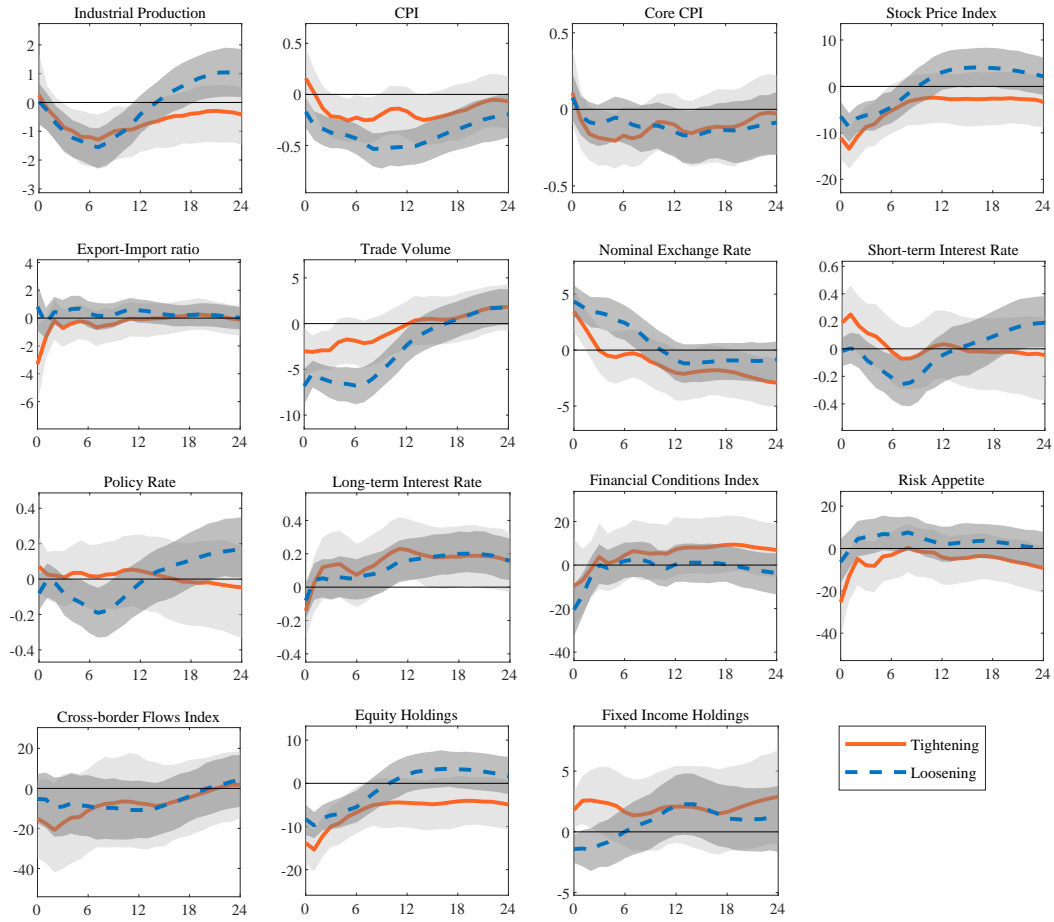 Industrial Production
2
1
0
-1
-2
-3
0 6 12 18 24
CPI
0.5
0
-0.5
0 6 12 18 24
Core CPI
0.5
0
-0.5
0 6 12 18 24
Stock Price Index
10
0
-10
-20
0 6 12 18 24
Export-Import ratio
4
2
0
-2
-4
-6
0 6 12 18 24
Trade Volume
5
0
-5
-10
0 6 12 18 24
Nominal Exchange Rate
5
0
-5
0 6 12 18 24
Short-term Interest Rate
0.6
0.4
0.2
0
-0.2
-0.4
0 6 12 18 24
Policy Rate
0.4
0.2
0
-0.2
-0.4
0 6 12 18 24
Long-term Interest Rate
0.4
0.2
0
-0.2
-0.4
0 6 12 18 24
Financial Conditions Index
20
0
-20
-40
0 6 12 18 24
Risk Appetite
20
0
-20
-40
0 6 12 18 24
Cross-border Flows Index
20
0
-20
-40
0 6 12 18 24
Equity Holdings
10
0
-10
-20
0 6 12 18 24
Fixed Income Holdings
5
0
-5
0 6 12 18 24
Tightening
Loosening